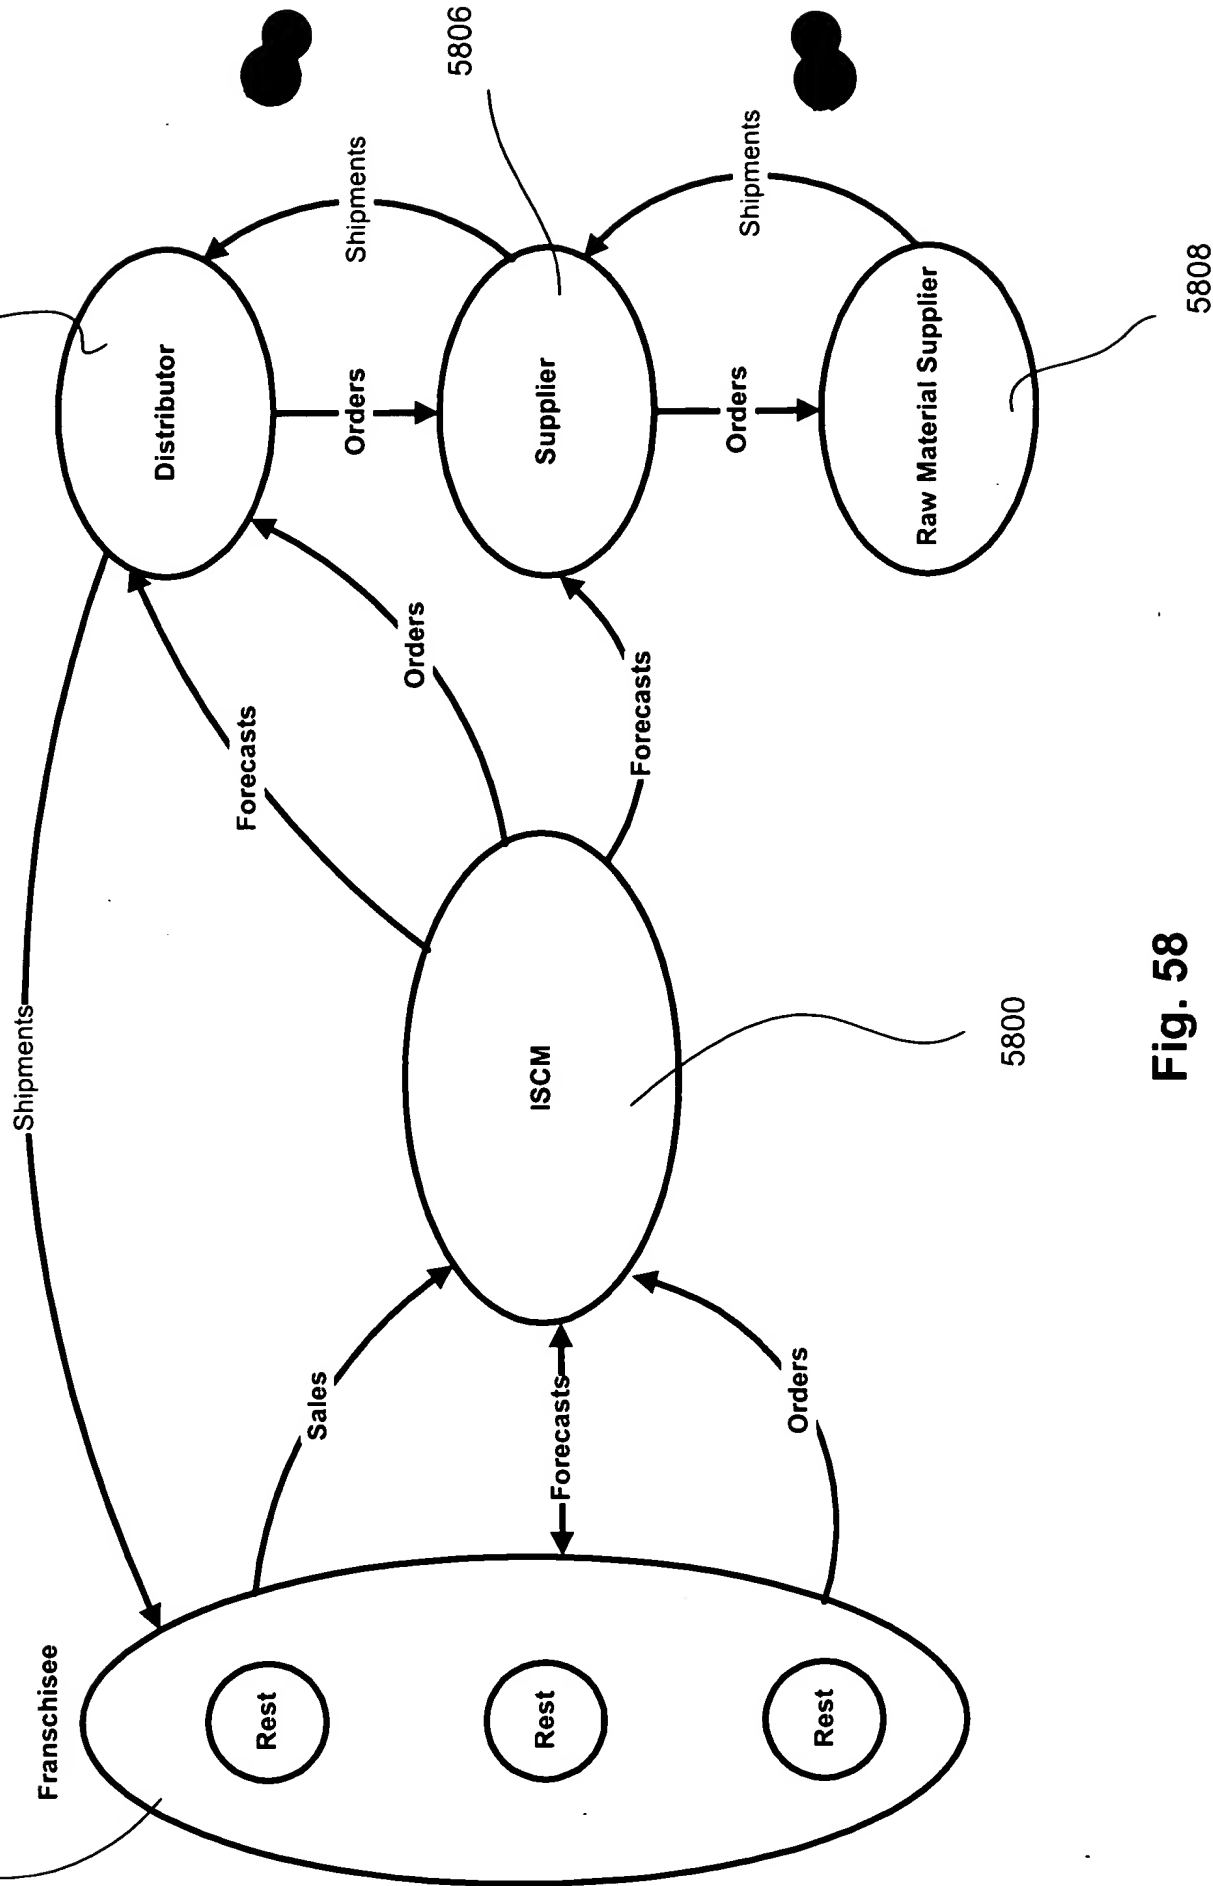 Shipments
Franschisee
Rest
Rest
Rest
Sales
Forecasts
Orders
ISCM
5800
Forecasts
Orders
Forecasts
Distributor
Orders
Shipments
Supplier
5806
Orders
Shipments
Raw Material Supplier
5808
Fig. 58